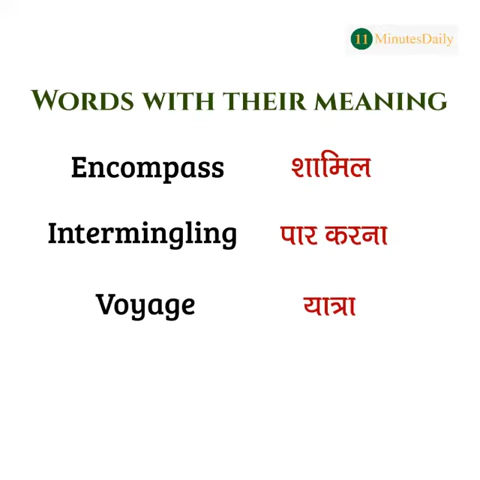 11 MinutesDaily
WORDS WITH THEIR MEANING
Encompass शामिल
Intermingling पार करना
Voyage यात्रा